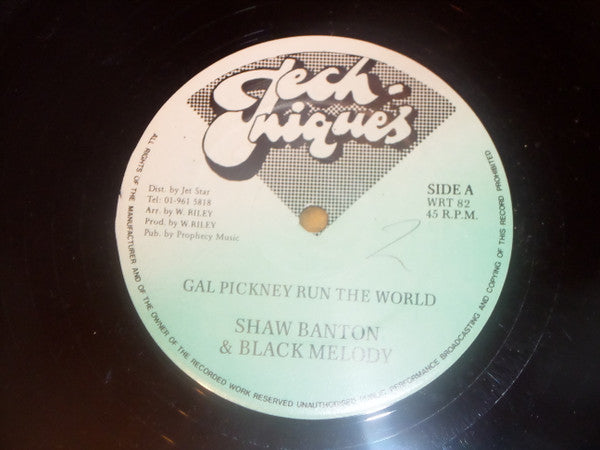 Tech-
niques
Dist. by Jet Star
Tel: 01-961 5818
Arr. by W. RILEY
Prod. by W. RILEY
Pub. by Prophecy Music
SIDE A
WRT 82
45 R.P.M.
2
GAL PICKNEY RUN THE WORLD
SHAW BANTON
& BLACK MELODY
ALL RIGHTS OF THE MANUFACTURER AND OF THE OWNER OF THE RECORDED WORK RESERVED UNAUTHORISED PUBLIC PERFORMANCE BROADCASTING AND COPYING OF THIS RECORD PROHIBITED